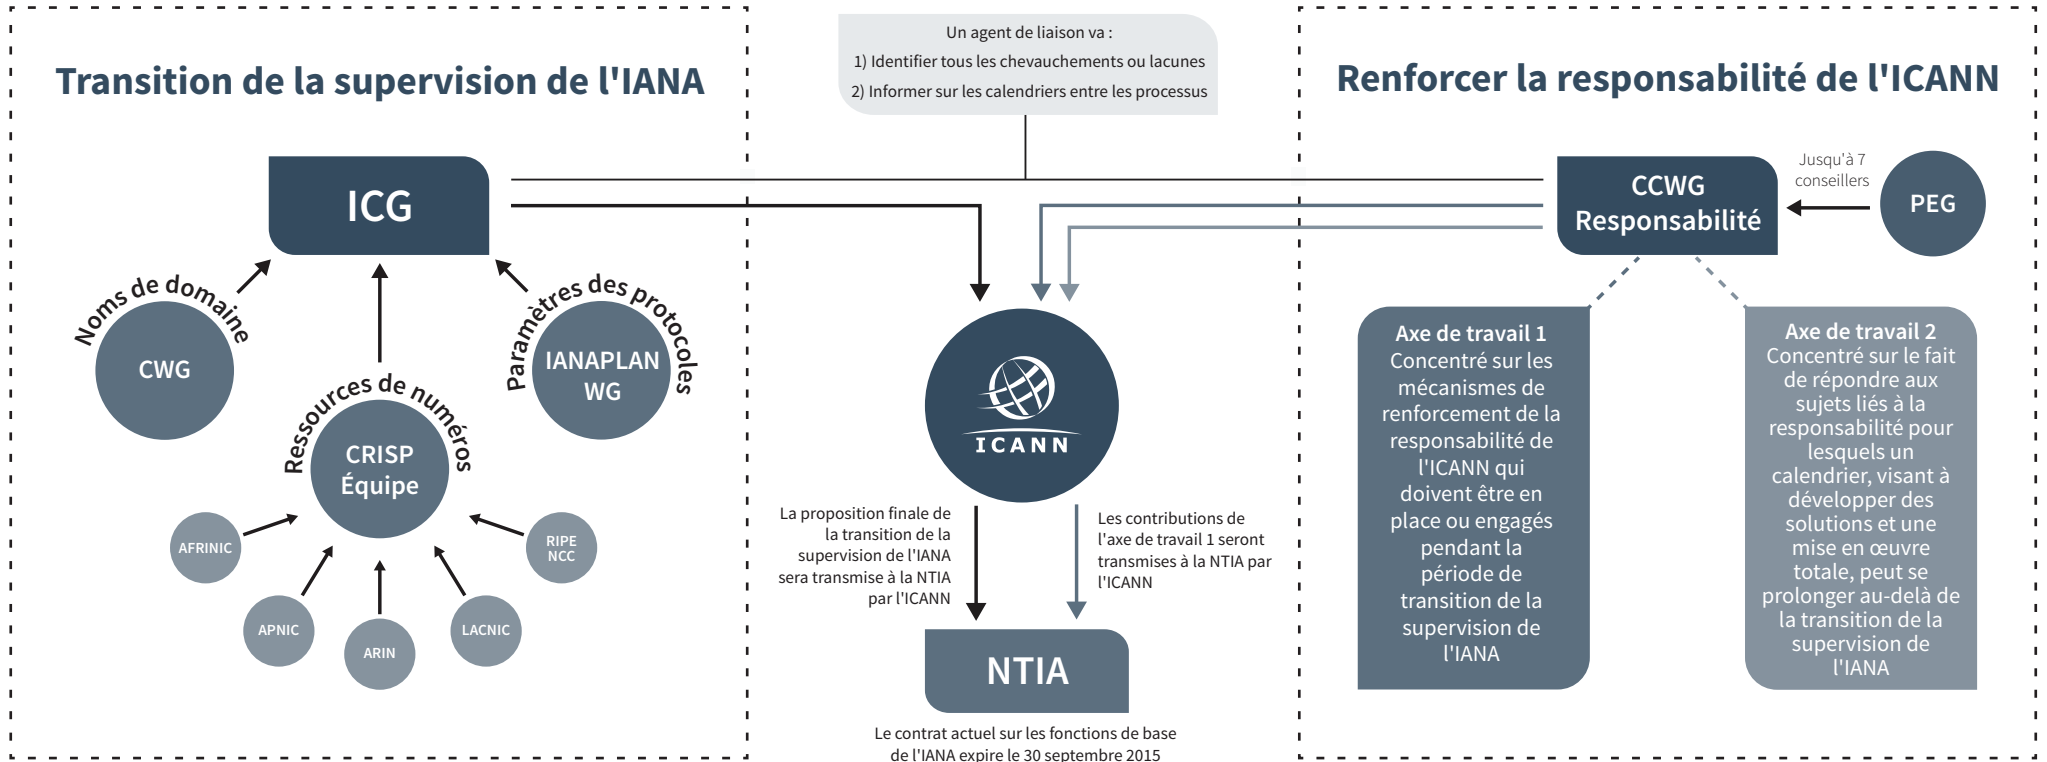 Transition de la supervision de l'IANA
ICG
Noms de domaine
CWG
Ressources de numéros
CRISP
Équipe
Paramètres des protocoles
IANAPLAN
WG
AFRINIC
APNIC
ARIN
LACNIC
RIPE
NCC
Un agent de liaison va :
1) Identifier tous les chevauchements ou lacunes
2) Informer sur les calendriers entre les processus
ICANN
La proposition finale de
la transition de la
supervision de l'IANA
sera transmise à la NTIA
par l'ICANN
Les contributions de
l'axe de travail 1 seront
transmises à la NTIA par
l'ICANN
NTIA
Le contrat actuel sur les fonctions de base
de l'IANA expire le 30 septembre 2015
Renforcer la responsabilité de l'ICANN
CCWG
Responsabilité
Jusqu'à 7
conseillers
PEG
Axe de travail 1
Concentré sur les
mécanismes de
renforcement de la
responsabilité de
l'ICANN qui
doivent être en
place ou engagés
pendant la
période de
transition de la
supervision de
l'IANA
Axe de travail 2
Concentré sur le fait
de répondre aux
sujets liés à la
responsabilité pour
lesquels un
calendrier, visant à
développer des
solutions et une
mise en œuvre
totale, peut se
prolonger au-delà de
la transition de la
supervision de
l'IANA